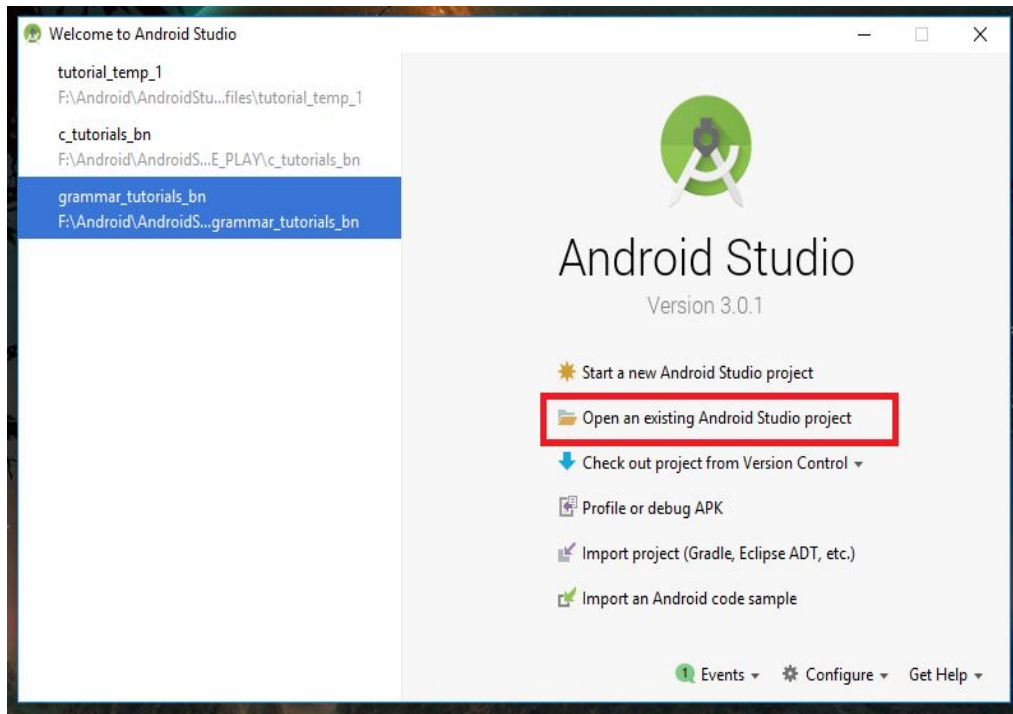 Welcome to Android Studio
tutorial_temp_1
F:\Android\AndroidStu...files\tutorial_temp_1
c_tutorials_bn
F:\Android\AndroidS...E_PLAY\c_tutorials_bn
grammar_tutorials_bn
F:\Android\AndroidS...grammar_tutorials_bn
Android Studio
Version 3.0.1
Start a new Android Studio project
Open an existing Android Studio project
Check out project from Version Control
Profile or debug APK
Import project (Gradle, Eclipse ADT, etc.)
Import an Android code sample
1 Events Configure Get Help